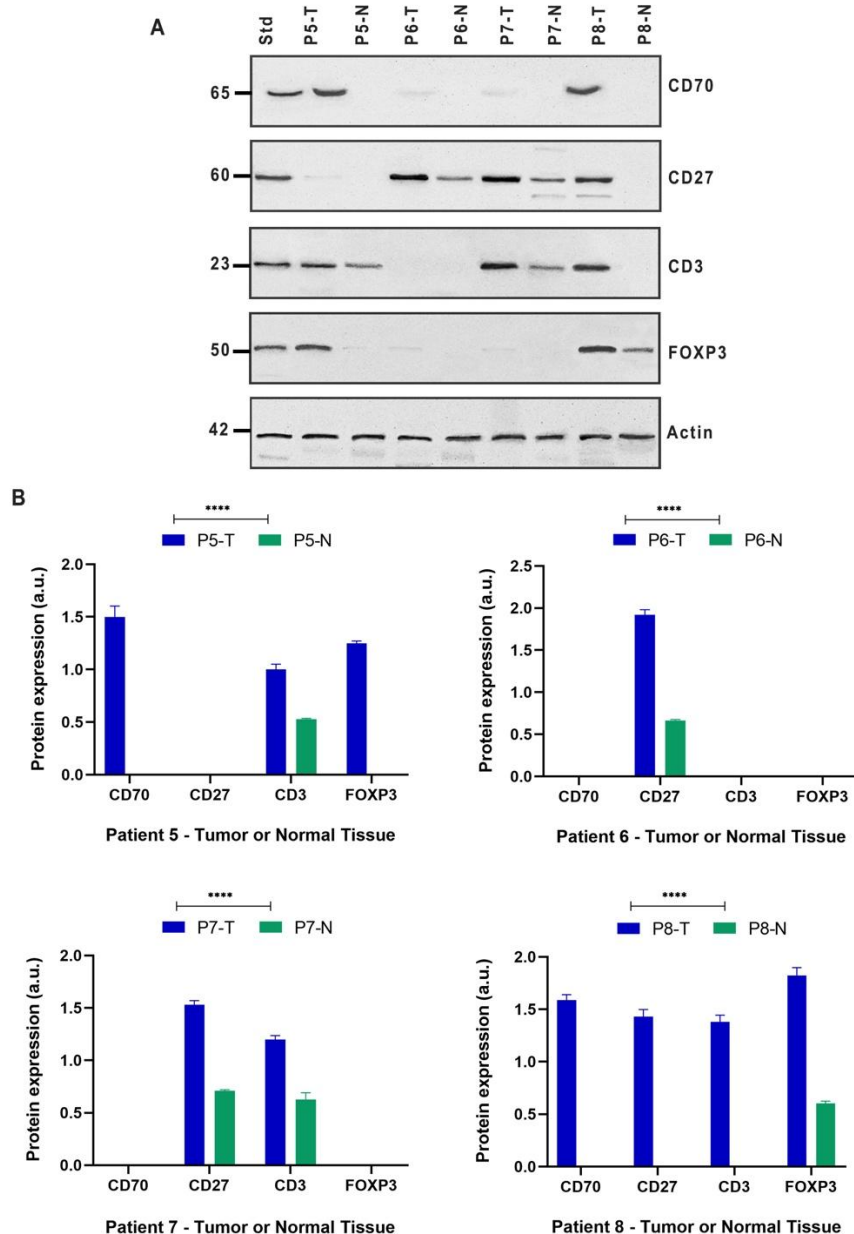 A
Std P5-T P5-N P6-T P6-N P7-T P7-N P8-T P8-N
65 CD70
60 CD27
23 CD3
50 FOXP3
42 Actin
B
****
P5-T P5-N
Protein expression (a.u.)
2.0
1.5
1.0
0.5
0.0
CD70 CD27 CD3 FOXP3
Patient 5 - Tumor or Normal Tissue
****
P6-T P6-N
Protein expression (a.u.)
2.5
2.0
1.5
1.0
0.5
0.0
CD70 CD27 CD3 FOXP3
Patient 6 - Tumor or Normal Tissue
****
P7-T P7-N
Protein expression (a.u.)
2.0
1.5
1.0
0.5
0.0
CD70 CD27 CD3 FOXP3
Patient 7 - Tumor or Normal Tissue
****
P8-T P8-N
Protein expression (a.u.)
2.0
1.5
1.0
0.5
0.0
CD70 CD27 CD3 FOXP3
Patient 8 - Tumor or Normal Tissue